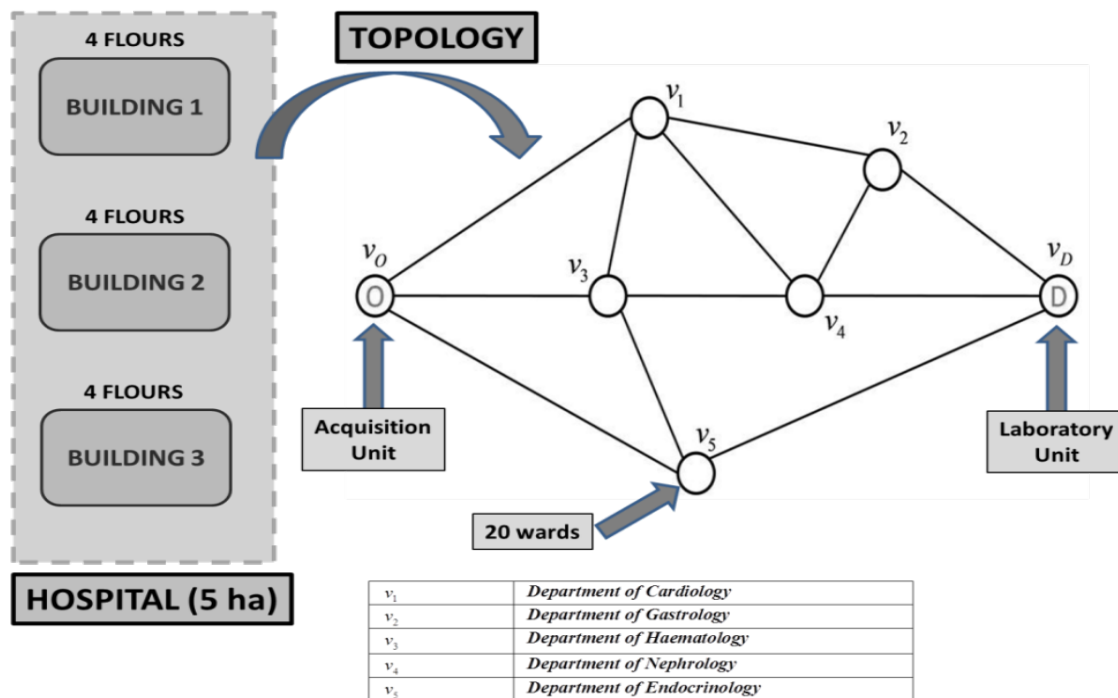 4 FLOURS
BUILDING 1
4 FLOURS
BUILDING 2
4 FLOURS
BUILDING 3
HOSPITAL (5 ha)
TOPOLOGY
v1
v2
vO
O
v3
v4
vD
D
v5
Acquisition
Unit
Laboratory
Unit
20 wards
v1 Department of Cardiology
v2 Department of Gastrology
v3 Department of Haematology
v4 Department of Nephrology
v5 Department of Endocrinology